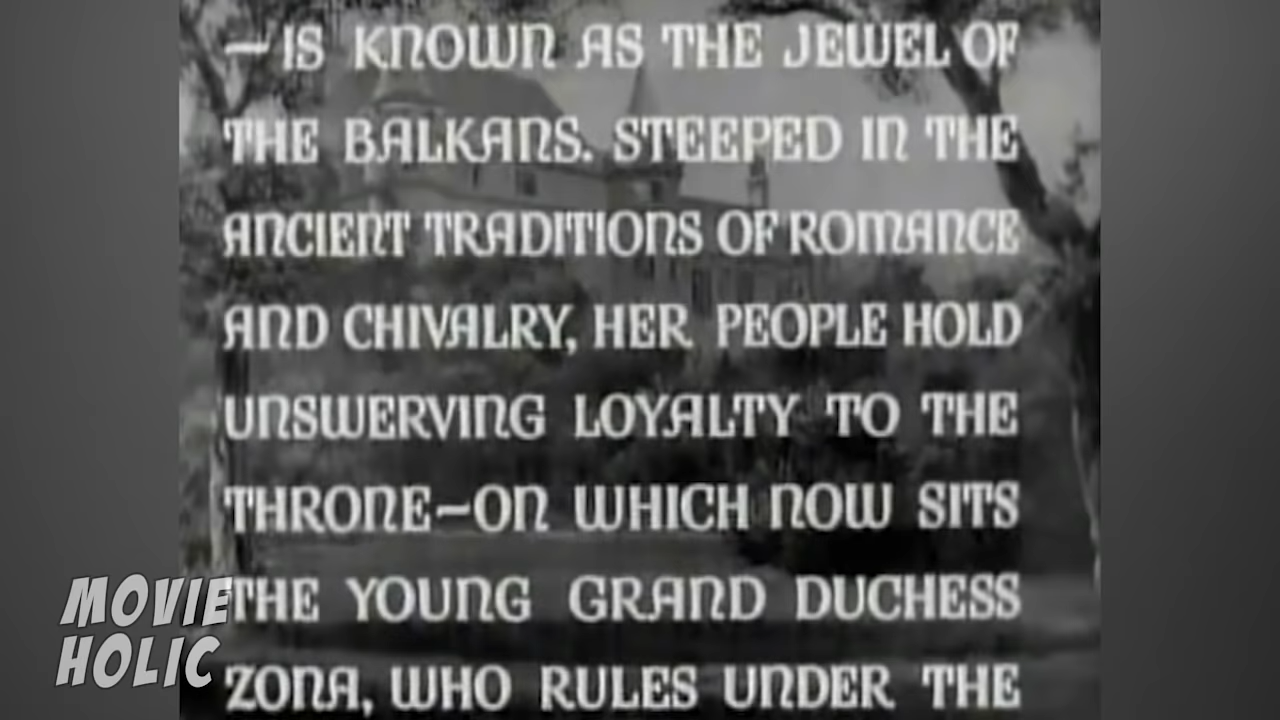 —IS KNOWN AS THE JEWEL OF
THE BALKANS. STEEPED IN THE
ANCIENT TRADITIONS OF ROMANCE
AND CHIVALRY, HER PEOPLE HOLD
UNSWERVING LOYALTY TO THE
THRONE—ON WHICH NOW SITS
THE YOUNG GRAND DUCHESS
ZONA, WHO RULES UNDER THE
MOVIE
HOLIC